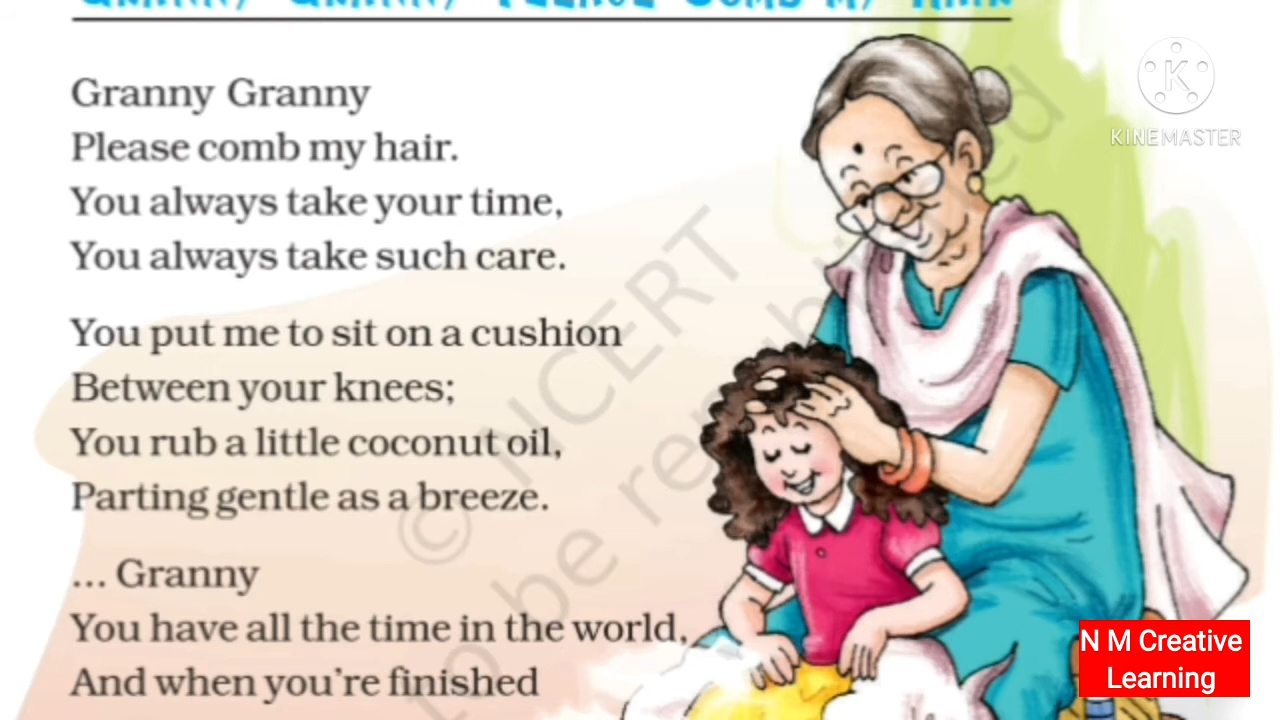 Granny Granny
Please comb my hair.
You always take your time,
You always take such care.
You put me to sit on a cushion
Between your knees;
You rub a little coconut oil,
Parting gentle as a breeze.
... Granny
You have all the time in the world,
And when you're finished
© NCERT
KINEMASTER
N M Creative
Learning